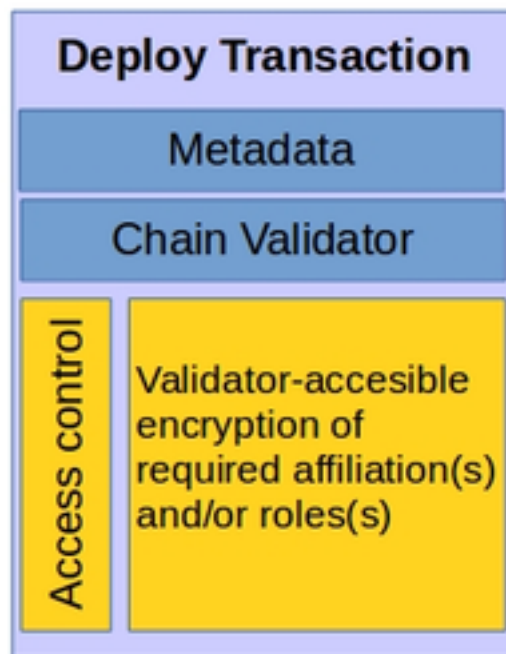 Deploy Transaction
Metadata
Chain Validator
Access control
Validator-accesible
encryption of
required affiliation(s)
and/or roles(s)